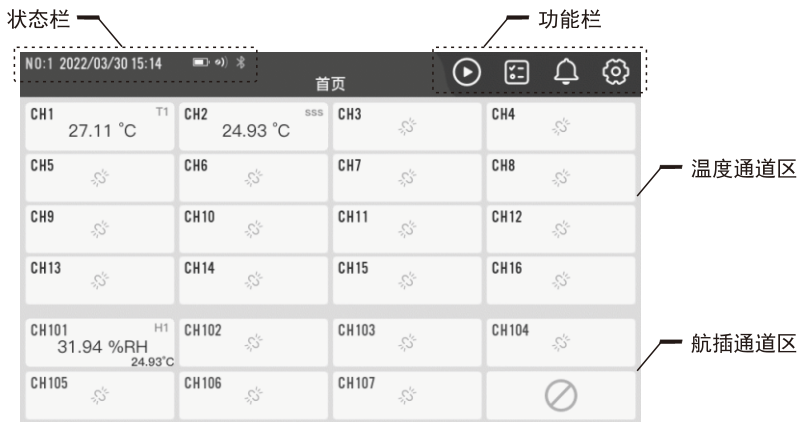 状态栏
功能栏
NO:1 2022/03/30 15:14
首页
CH1 T1
27.11 °C
CH2 sss
24.93 °C
CH3
CH4
CH5
CH6
CH7
CH8
温度通道区
CH9
CH10
CH11
CH12
CH13
CH14
CH15
CH16
CH101 H1
31.94 %RH
24.93°C
CH102
CH103
CH104
航插通道区
CH105
CH106
CH107